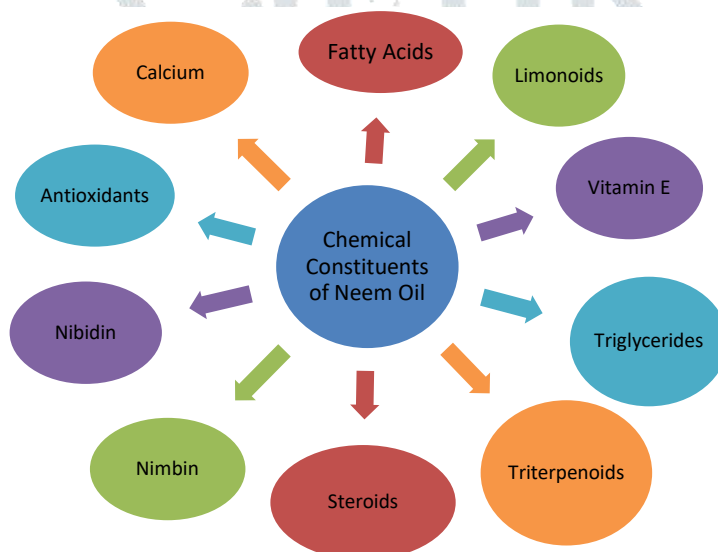 Fatty Acids
Calcium
Limonoids
Antioxidants
Vitamin E
Chemical
Constituents
of Neem Oil
Nibidin
Triglycerides
Nimbin
Triterpenoids
Steroids